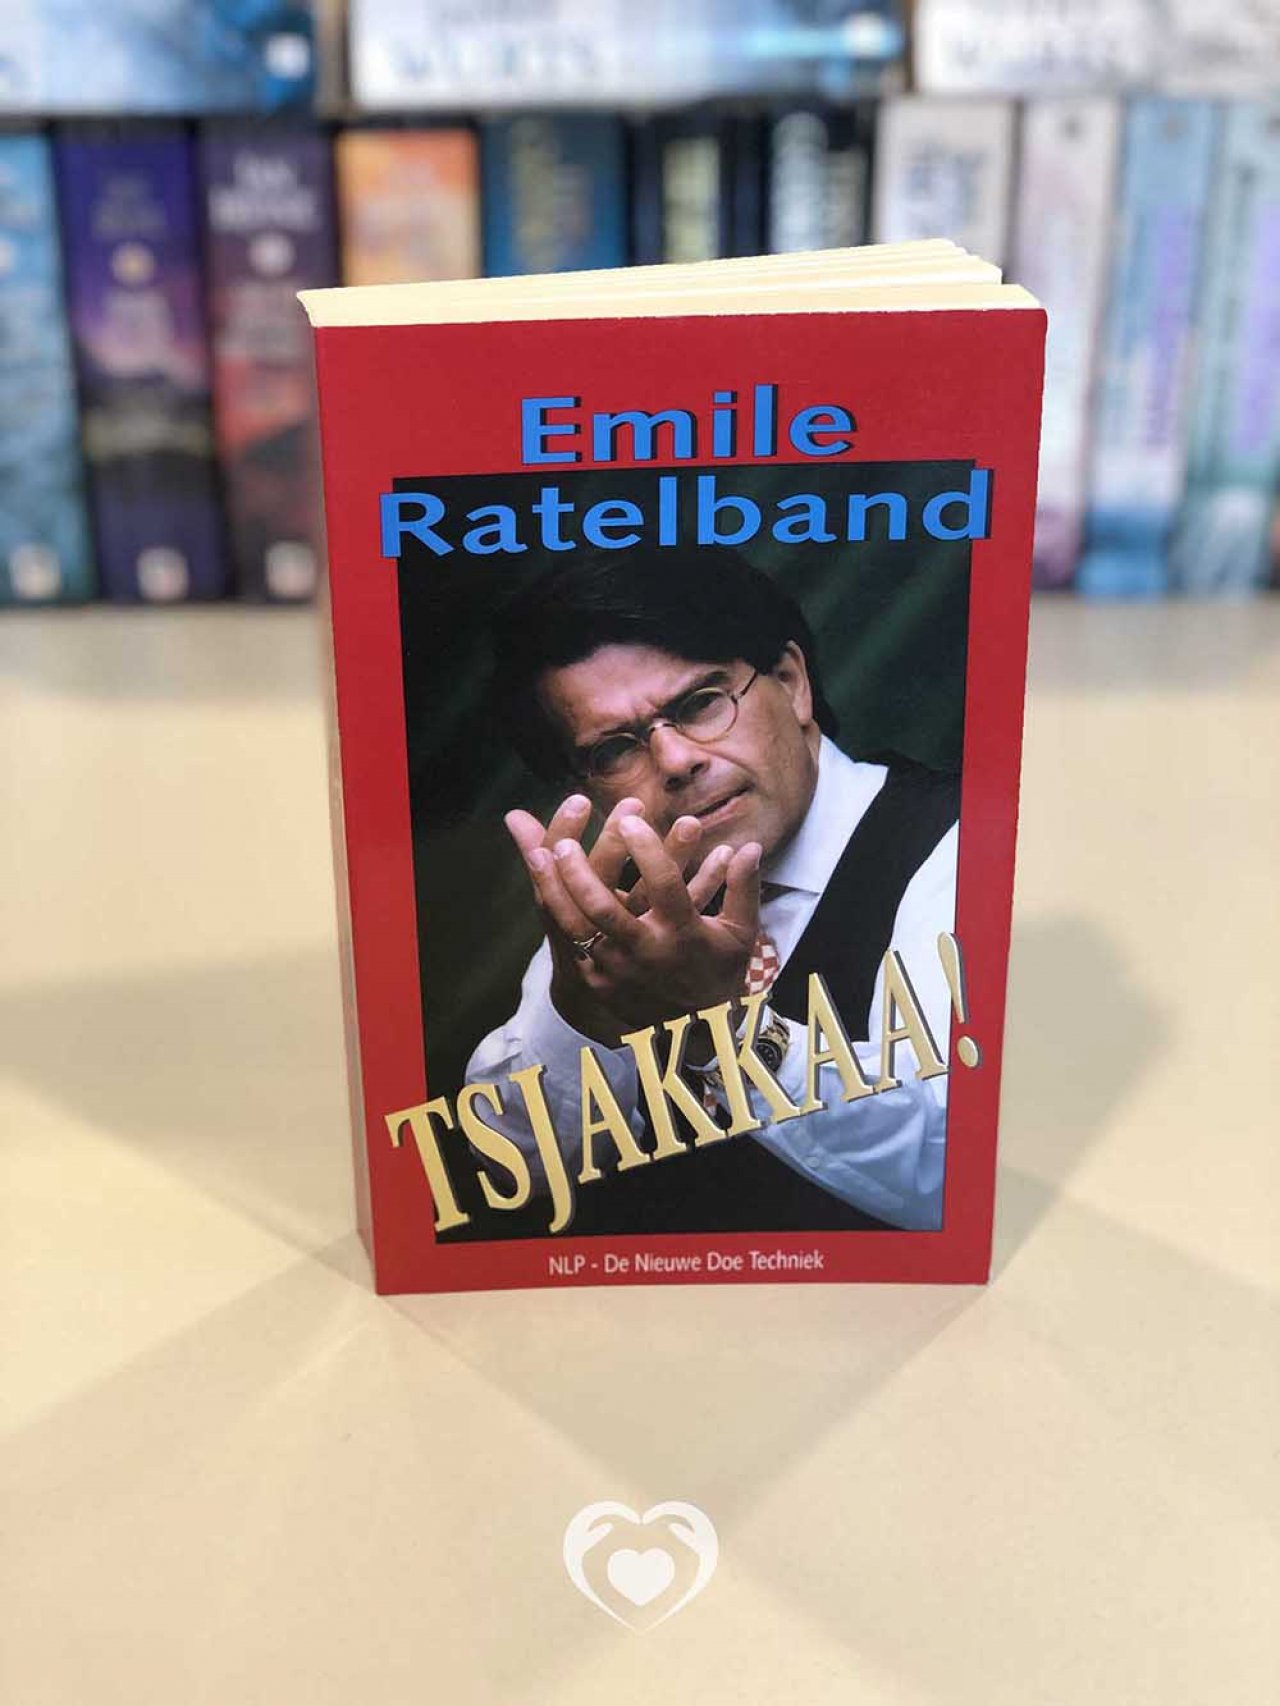 Emile
Ratelband
TSJAKKAA!
NLP - De Nieuwe Doe Techniek